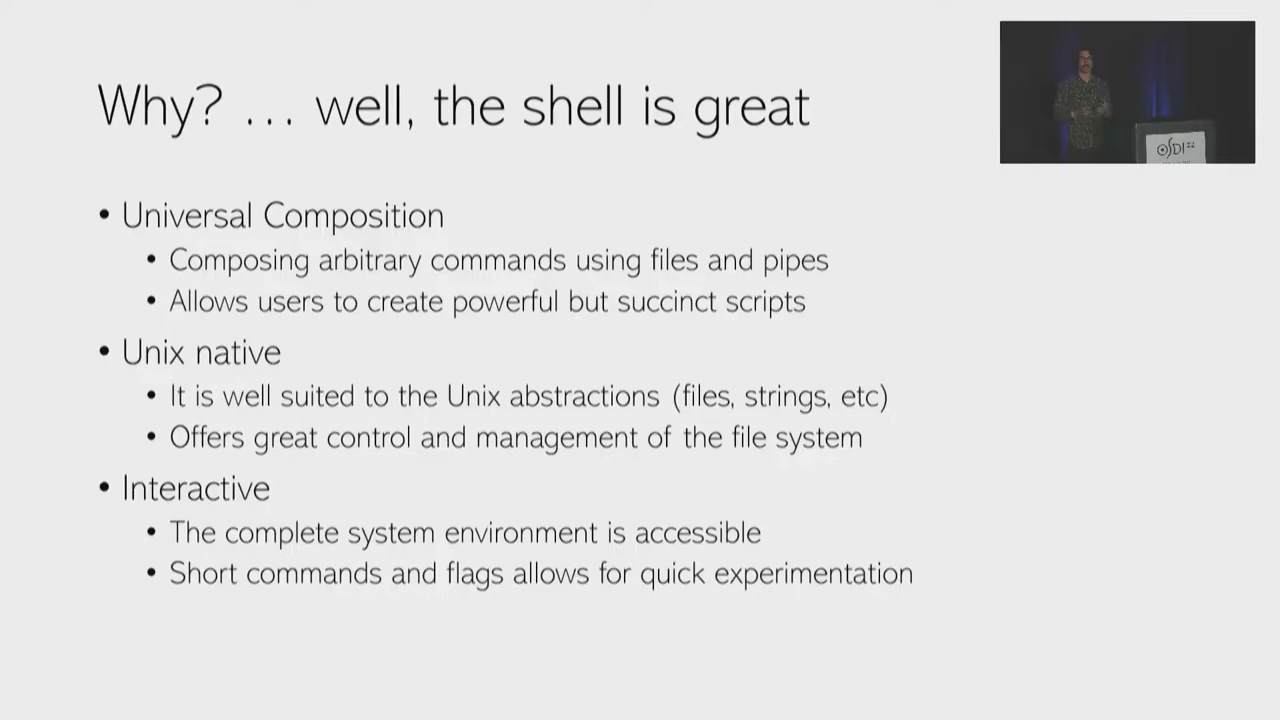 Why? ... well, the shell is great
OSDI 22
• Universal Composition
• Composing arbitrary commands using files and pipes
• Allows users to create powerful but succinct scripts
• Unix native
• It is well suited to the Unix abstractions (files, strings, etc)
• Offers great control and management of the file system
• Interactive
• The complete system environment is accessible
• Short commands and flags allows for quick experimentation